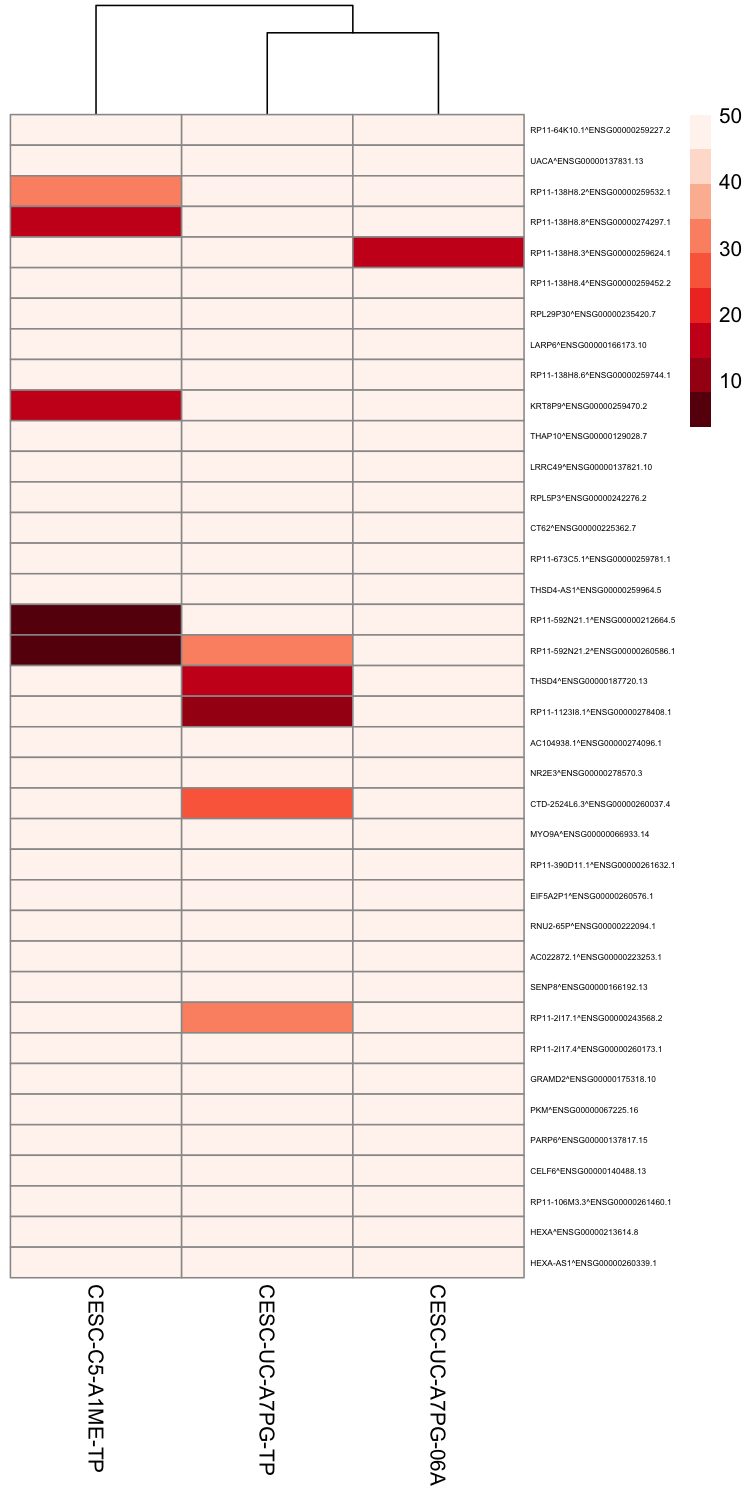 50
40
30
20
10
RP11-64K10.1^ENSG00000259227.2
UACA^ENSG00000137831.13
RP11-138H8.2^ENSG00000259532.1
RP11-138H8.8^ENSG00000274297.1
RP11-138H8.3^ENSG00000259624.1
RP11-138H8.4^ENSG00000259452.2
RPL29P30^ENSG00000235420.7
LARP6^ENSG00000166173.10
RP11-138H8.6^ENSG00000259744.1
KRT8P9^ENSG00000259470.2
THAP10^ENSG00000129028.7
LRRC49^ENSG00000137821.10
RPL5P3^ENSG00000242276.2
CT62^ENSG00000225362.7
RP11-673C5.1^ENSG00000259781.1
THSD4-AS1^ENSG00000259964.5
RP11-592N21.1^ENSG00000212664.5
RP11-592N21.2^ENSG00000260586.1
THSD4^ENSG00000187720.13
RP11-1123I8.1^ENSG00000278408.1
AC104938.1^ENSG00000274096.1
NR2E3^ENSG00000278570.3
CTD-2524L6.3^ENSG00000260037.4
MYO9A^ENSG00000066933.14
RP11-390D11.1^ENSG00000261632.1
EIF5A2P1^ENSG00000260576.1
RNU2-65P^ENSG00000222094.1
AC022872.1^ENSG00000223253.1
SENP8^ENSG00000166192.13
RP11-2I17.1^ENSG00000243568.2
RP11-2I17.4^ENSG00000260173.1
GRAMD2^ENSG00000175318.10
PKM^ENSG00000067225.16
PARP6^ENSG00000137817.15
CELF6^ENSG00000140488.13
RP11-106M3.3^ENSG00000261460.1
HEXA^ENSG00000213614.8
HEXA-AS1^ENSG00000260339.1
CESC-C5-A1ME-TP
CESC-UC-A7PG-TP
CESC-UC-A7PG-06A